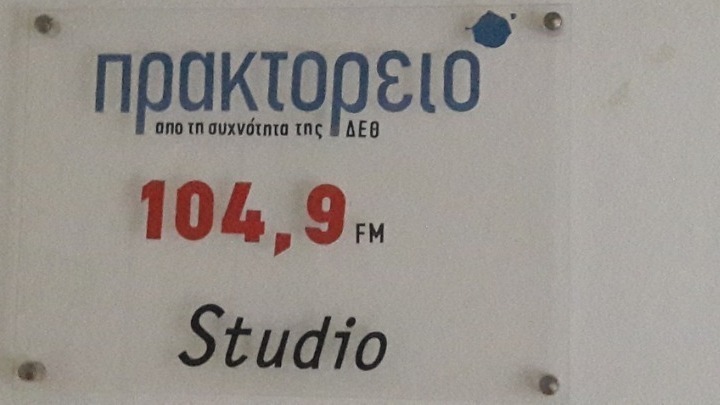 πρακτορειο
απο τη συχνότητα της ΔΕΘ
104,9 FM
Studio